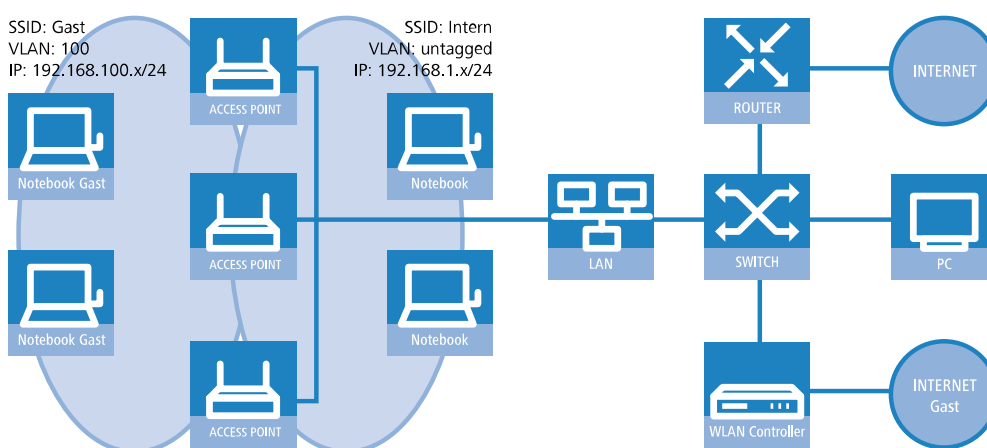 SSID: Gast
VLAN: 100
IP: 192.168.100.x/24
SSID: Intern
VLAN: untagged
IP: 192.168.1.x/24
ACCESS POINT
ROUTER
INTERNET
Notebook Gast
Notebook
ACCESS POINT
LAN
SWITCH
PC
Notebook Gast
Notebook
ACCESS POINT
WLAN Controller
INTERNET
Gast